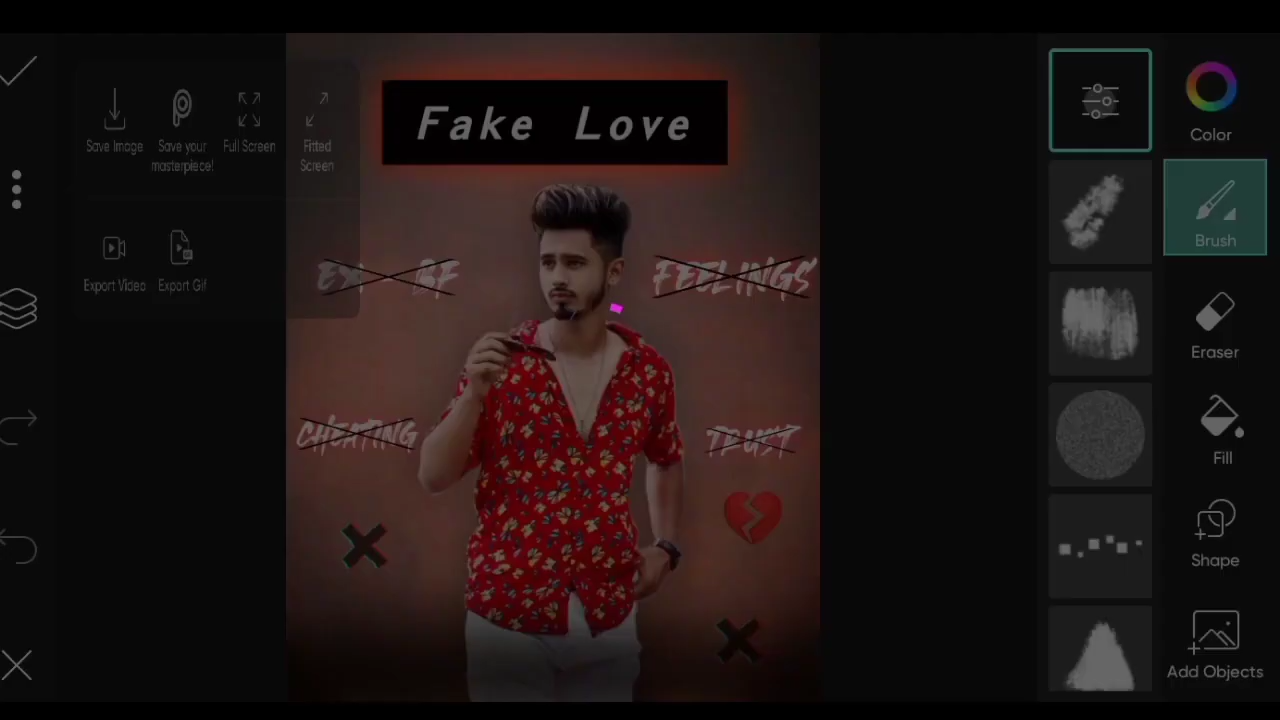 Fake Love
Save Image
Save your
masterpiece!
Full Screen
Fitted
Screen
Export Video
Export Gif
EX - BF
FEELINGS
CHEATING
TRUST
Color
Brush
Eraser
Fill
Shape
Add Objects